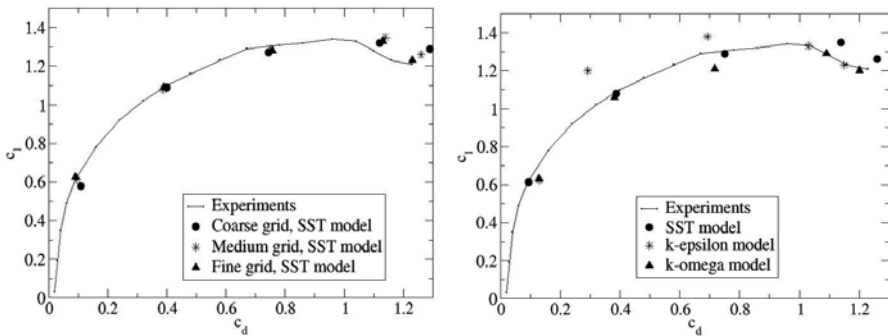 1.4
1.2
1
0.8
0.6
0.4
0.2
0
c_l
Experiments
Coarse grid, SST model
Medium grid, SST model
Fine grid, SST model
0 0.2 0.4 0.6 0.8 1 1.2
c_d
1.4
1.2
1
0.8
0.6
0.4
0.2
0
c_l
Experiments
SST model
k-epsilon model
k-omega model
0 0.2 0.4 0.6 0.8 1 1.2
c_d